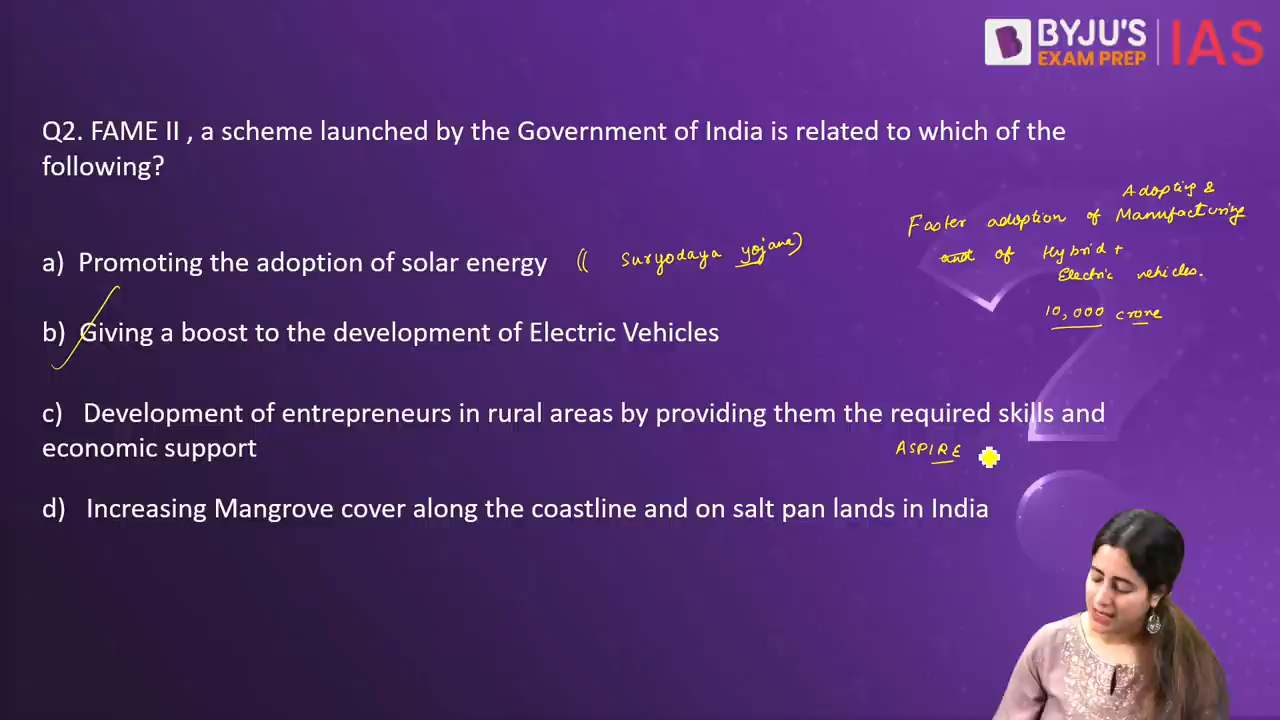 BYJU'S
EXAM PREP
IAS
Q2. FAME II , a scheme launched by the Government of India is related to which of the
following?
Adopting &
Faster adoption of Manufacturing
and of Hybrid +
Electric vehicles.
10,000 crore
a) Promoting the adoption of solar energy (( Suryodaya yojana)
b) Giving a boost to the development of Electric Vehicles
c) Development of entrepreneurs in rural areas by providing them the required skills and
economic support
ASPIRE
d) Increasing Mangrove cover along the coastline and on salt pan lands in India